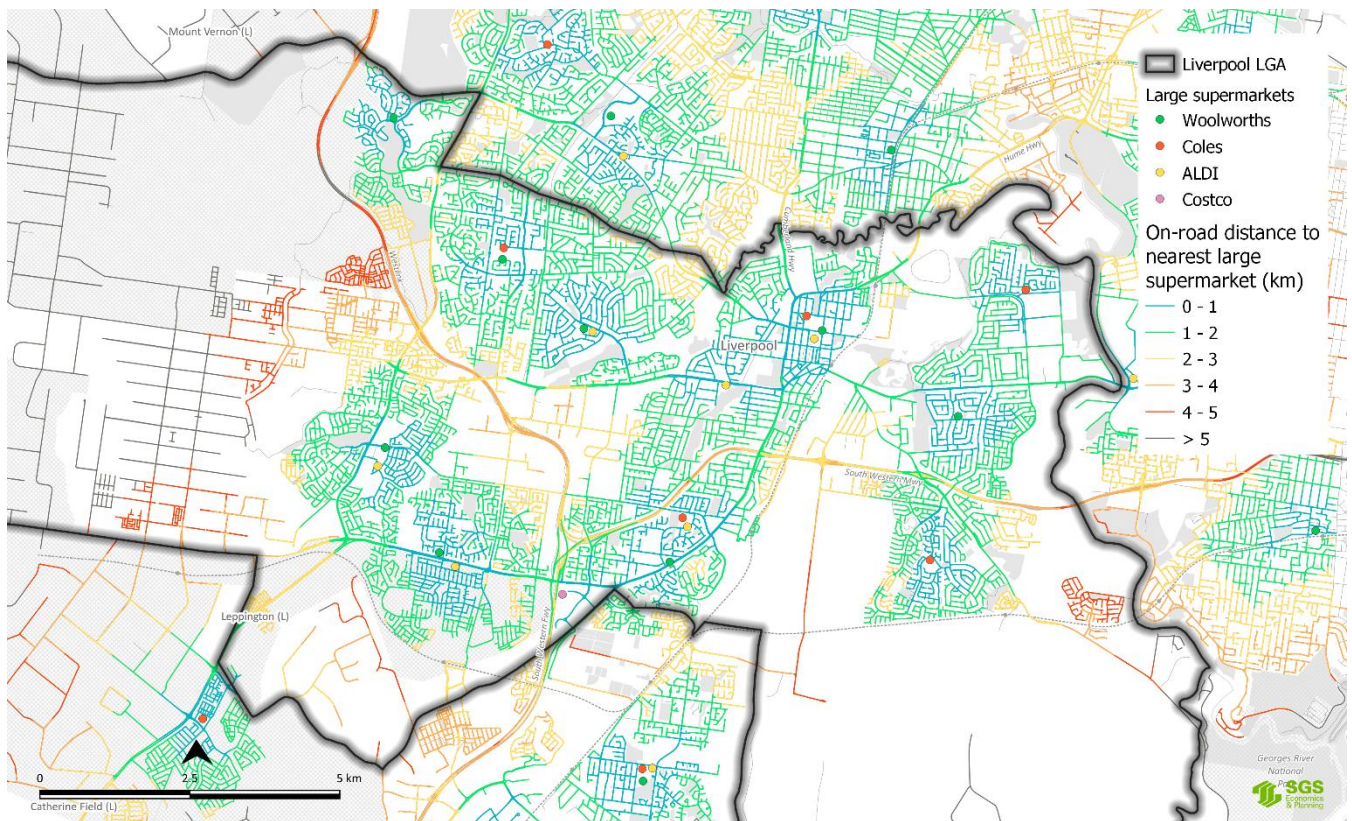 Mount Vernon (L)
Liverpool LGA
Large supermarkets
Woolworths
Coles
ALDI
Costco
On-road distance to
nearest large
supermarket (km)
0 - 1
1 - 2
2 - 3
3 - 4
4 - 5
> 5
Hume Hwy
Cumberland Hwy
Westlink
Liverpool
South Western Mwy
Leppington (L)
South Western Fwy
0
2.5
5 km
Catherine Field (L)
Georges River
National
SGS
Economics
& Planning